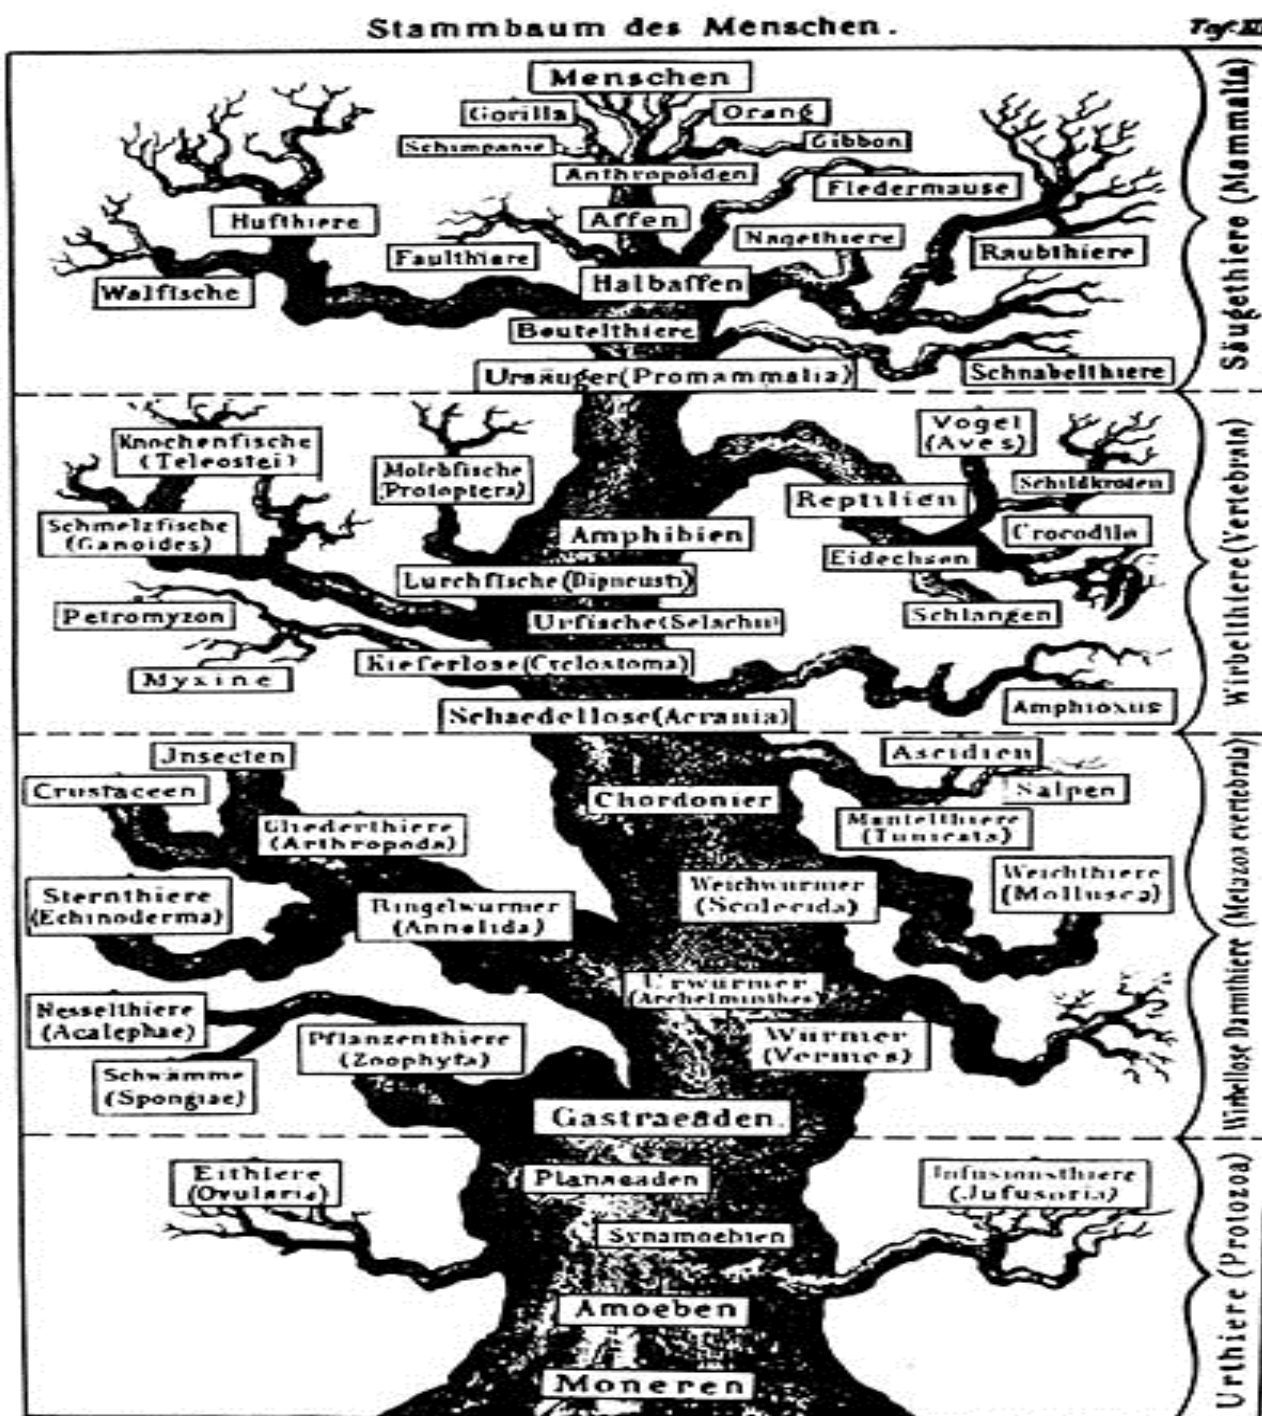 Stammbaum des Menschen.
Taf. XII
Menschen
Gorilla
Orang
Schimpanse
Gibbon
Anthropoiden
Fledermause
Hufthiere
Affen
Nagethiere
Faulthiere
Raubthiere
Walfische
Halbaffen
Beutelthiere
Ursäuger (Promammalia)
Schnabelthiere
Säugethiere (Mammalia)
Knochenfische
(Teleostei)
Molchfische
(Protoptera)
Vogel
(Aves)
Schildkroten
Reptilien
Schmelzfische
(Ganoides)
Amphibien
Crocodile
Eidechsen
Lurchfische (Dipneusti)
Petromyzon
Urfische (Selachii)
Schlangen
Kieferlose (Cyclostoma)
Myxine
Schaedellose (Acrania)
Amphioxus
Wirbelthiere (Vertebrata)
Jnsecten
Ascidien
Crustaceen
Chordonier
Salpen
Gliederthiere
(Arthropoda)
Mantelthiere
(Tunicata)
Sternthiere
(Echinoderma)
Ringelwurmer
(Annelida)
Weichwurmer
(Scolecida)
Weichthiere
(Mollusca)
Urwurmer
(Archelminthes)
Nesselthiere
(Acalephae)
Pflanzenthiere
(Zoophyta)
Würmer
(Vermes)
Schwämme
(Spongiae)
Gastraeaden.
Wirbellose Darmthiere (Metazoa evertebrata)
Eithiere
(Ovularia)
Planaeaden
Infusionsthiere
(Jufusoria)
Synamoebien
Amoeben
Moneren
Urthiere (Protozoa)